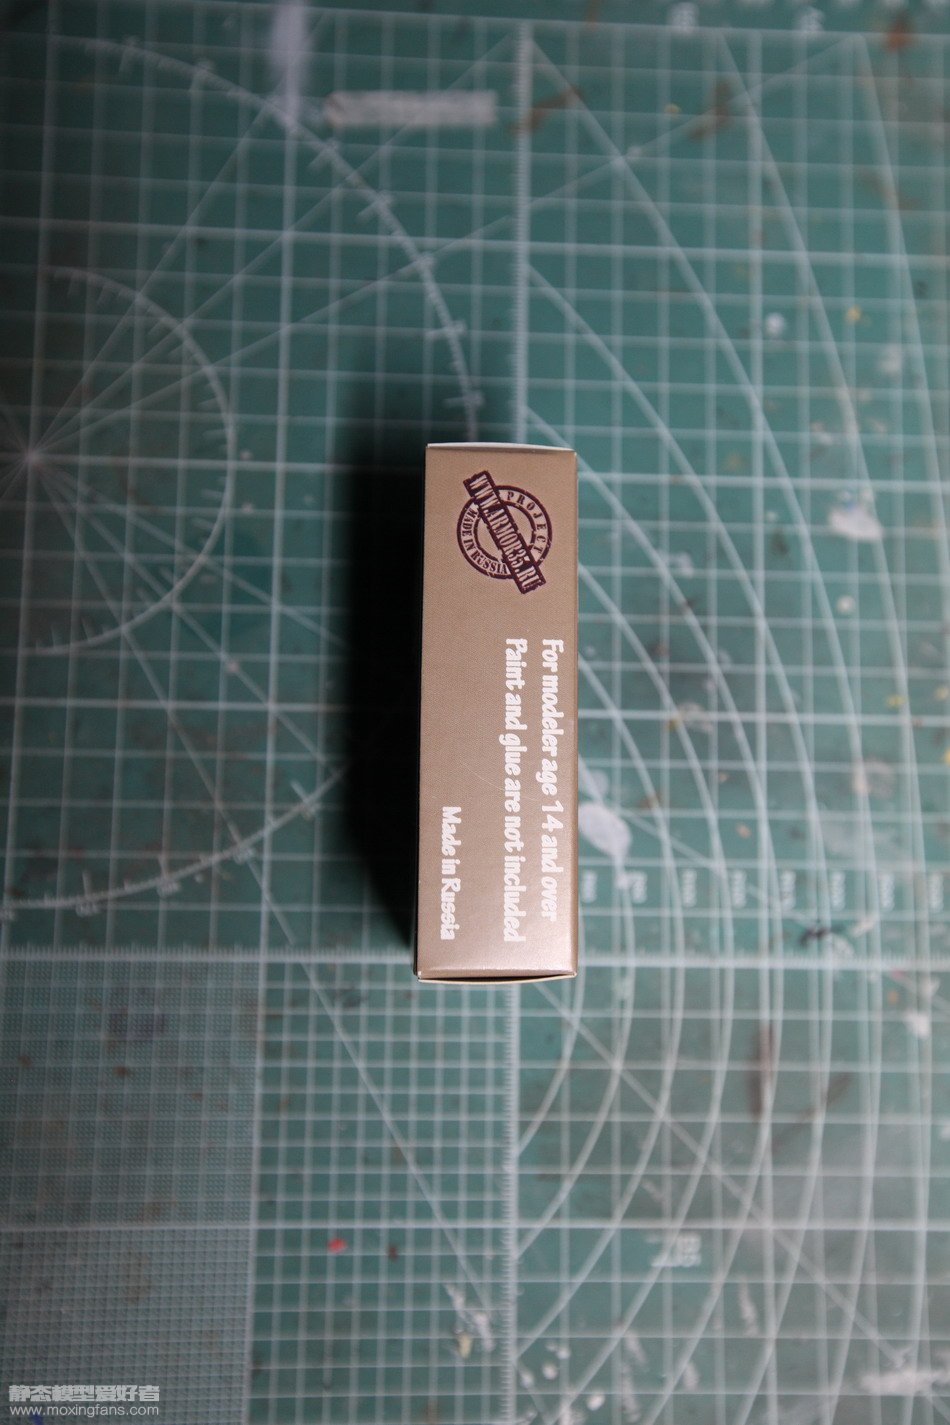 PROJECT
WWW.ARMOR35.RU
MADE IN RUSSIA
For modeler age 14 and over
Paint and glue are not included
Made in Russia
静态模型爱好者
www.moxingfans.com